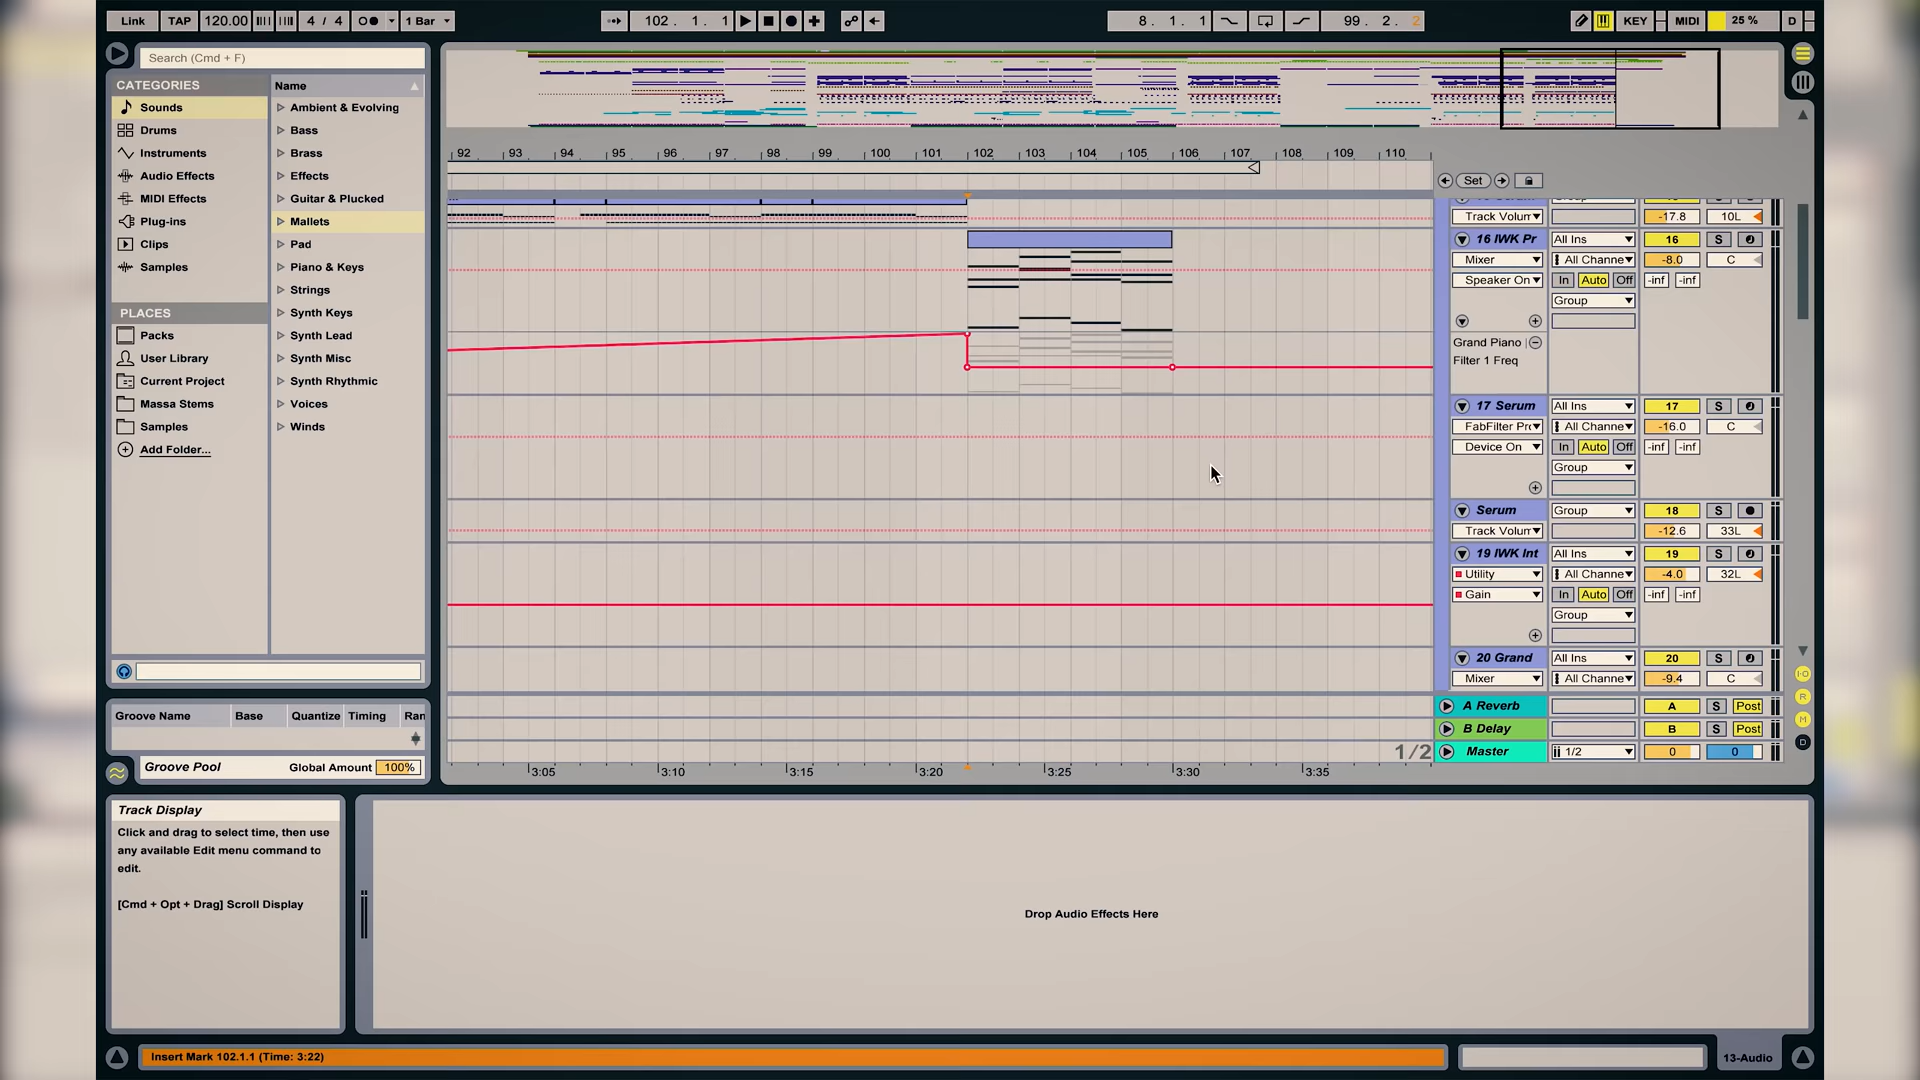 Link TAP 120.00 4 / 4 1 Bar 102 . 1 . 1 8 . 1 . 1 99 . 2 . 2 KEY MIDI 25 % D
Search (Cmd + F)
CATEGORIES
Sounds
Drums
Instruments
Audio Effects
MIDI Effects
Plug-ins
Clips
Samples
PLACES
Packs
User Library
Current Project
Massa Stems
Samples
Add Folder...
Name
Ambient & Evolving
Bass
Brass
Effects
Guitar & Plucked
Mallets
Pad
Piano & Keys
Strings
Synth Keys
Synth Lead
Synth Misc
Synth Rhythmic
Voices
Winds
Groove Name Base Quantize Timing Ran
Groove Pool Global Amount 100%
92 93 94 95 96 97 98 99 100 101 102 103 104 105 106 107 108 109 110
Set
Track Volum -17.8 10L
16 IWK Pr All Ins 16 S
Mixer All Channe -8.0 C
Speaker On In Auto Off -inf -inf
Group
Grand Piano
Filter 1 Freq
17 Serum All Ins 17 S
FabFilter Pro All Channe -16.0 C
Device On In Auto Off -inf -inf
Group
Serum Group 18 S
Track Volum -12.6 33L
19 IWK Int All Ins 19 S
Utility All Channe -4.0 32L
Gain In Auto Off -inf -inf
Group
20 Grand All Ins 20 S
Mixer All Channe -9.4 C
A Reverb A S Post
B Delay B S Post
1/2 Master 1/2 0 0
3:05 3:10 3:15 3:20 3:25 3:30 3:35
I·O
R
M
D
Track Display
Click and drag to select time, then use
any available Edit menu command to
edit.
[Cmd + Opt + Drag] Scroll Display
Drop Audio Effects Here
Insert Mark 102.1.1 (Time: 3:22)
13-Audio